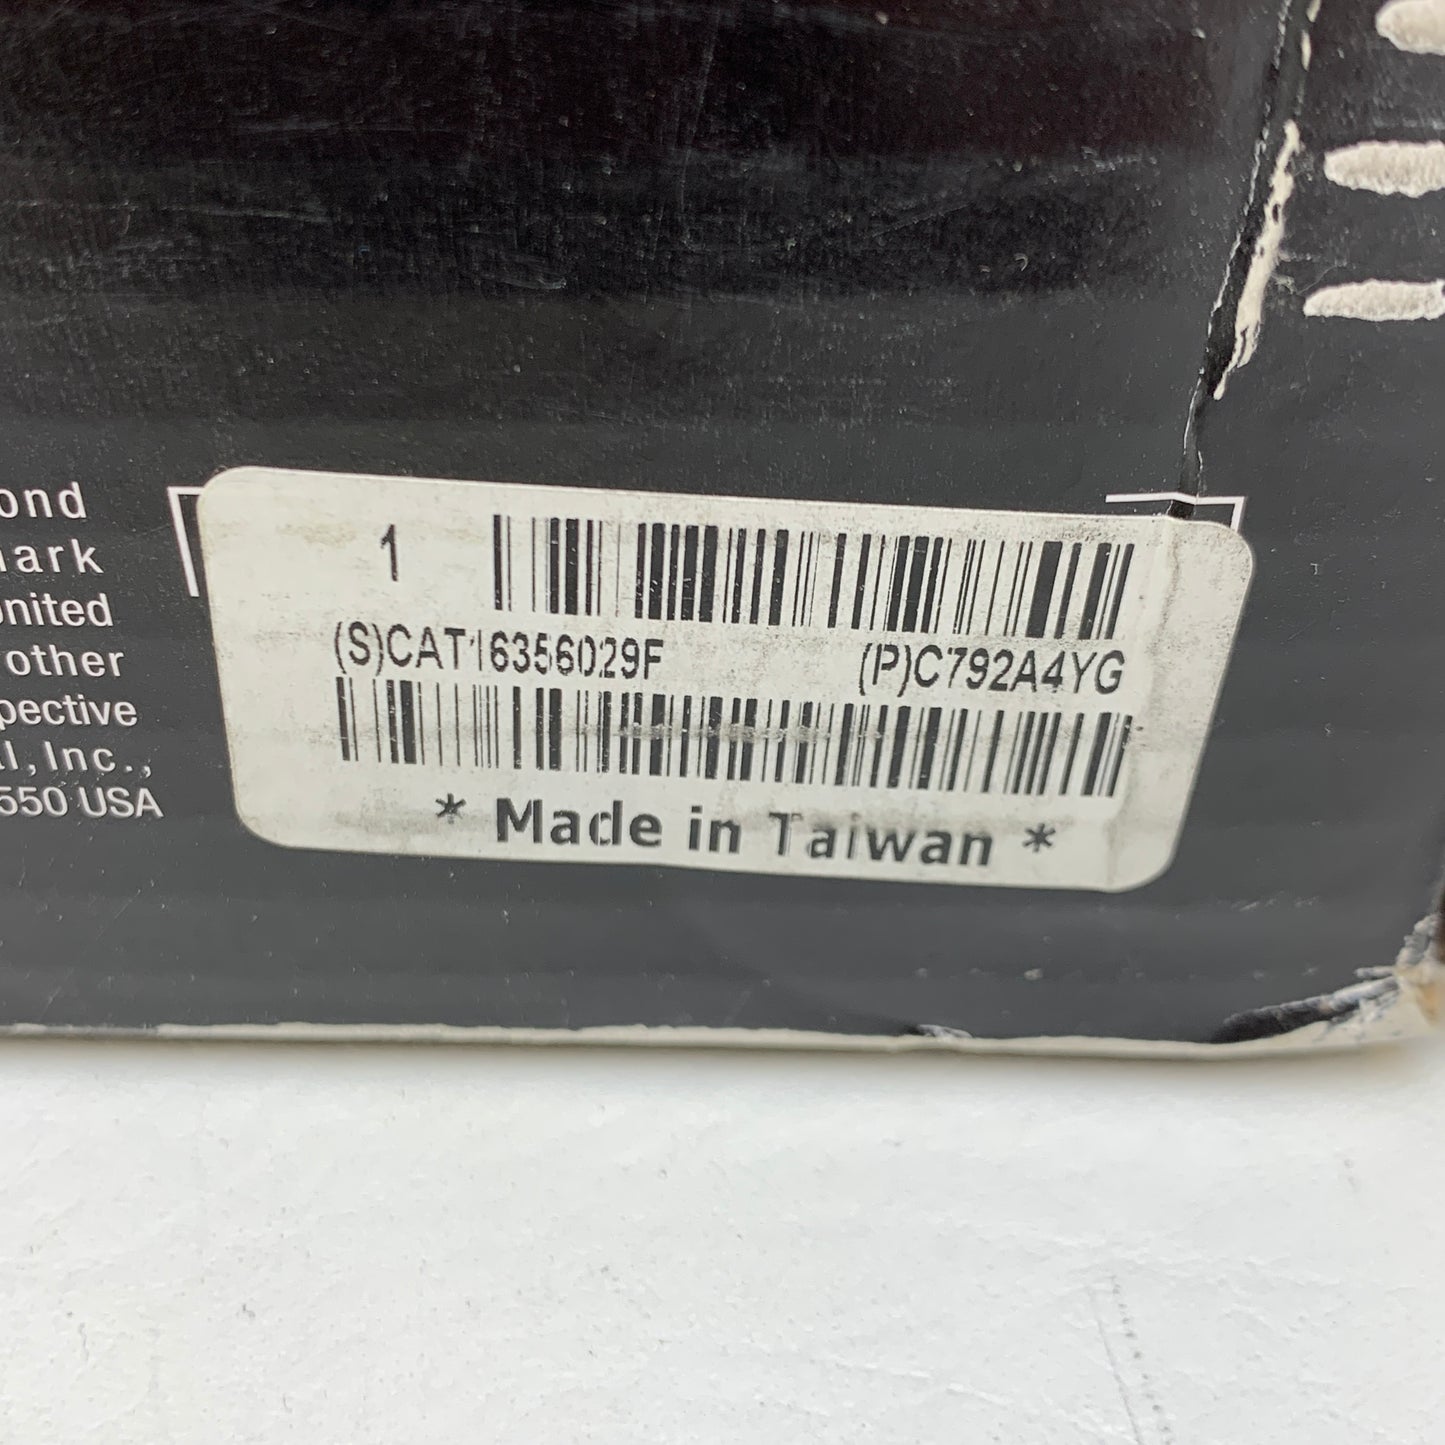 ond
ark
nited
other
pective
l, Inc.,
550 USA
1
(S)CAT16356029F (P)C792A4YG
* Made in Taiwan *